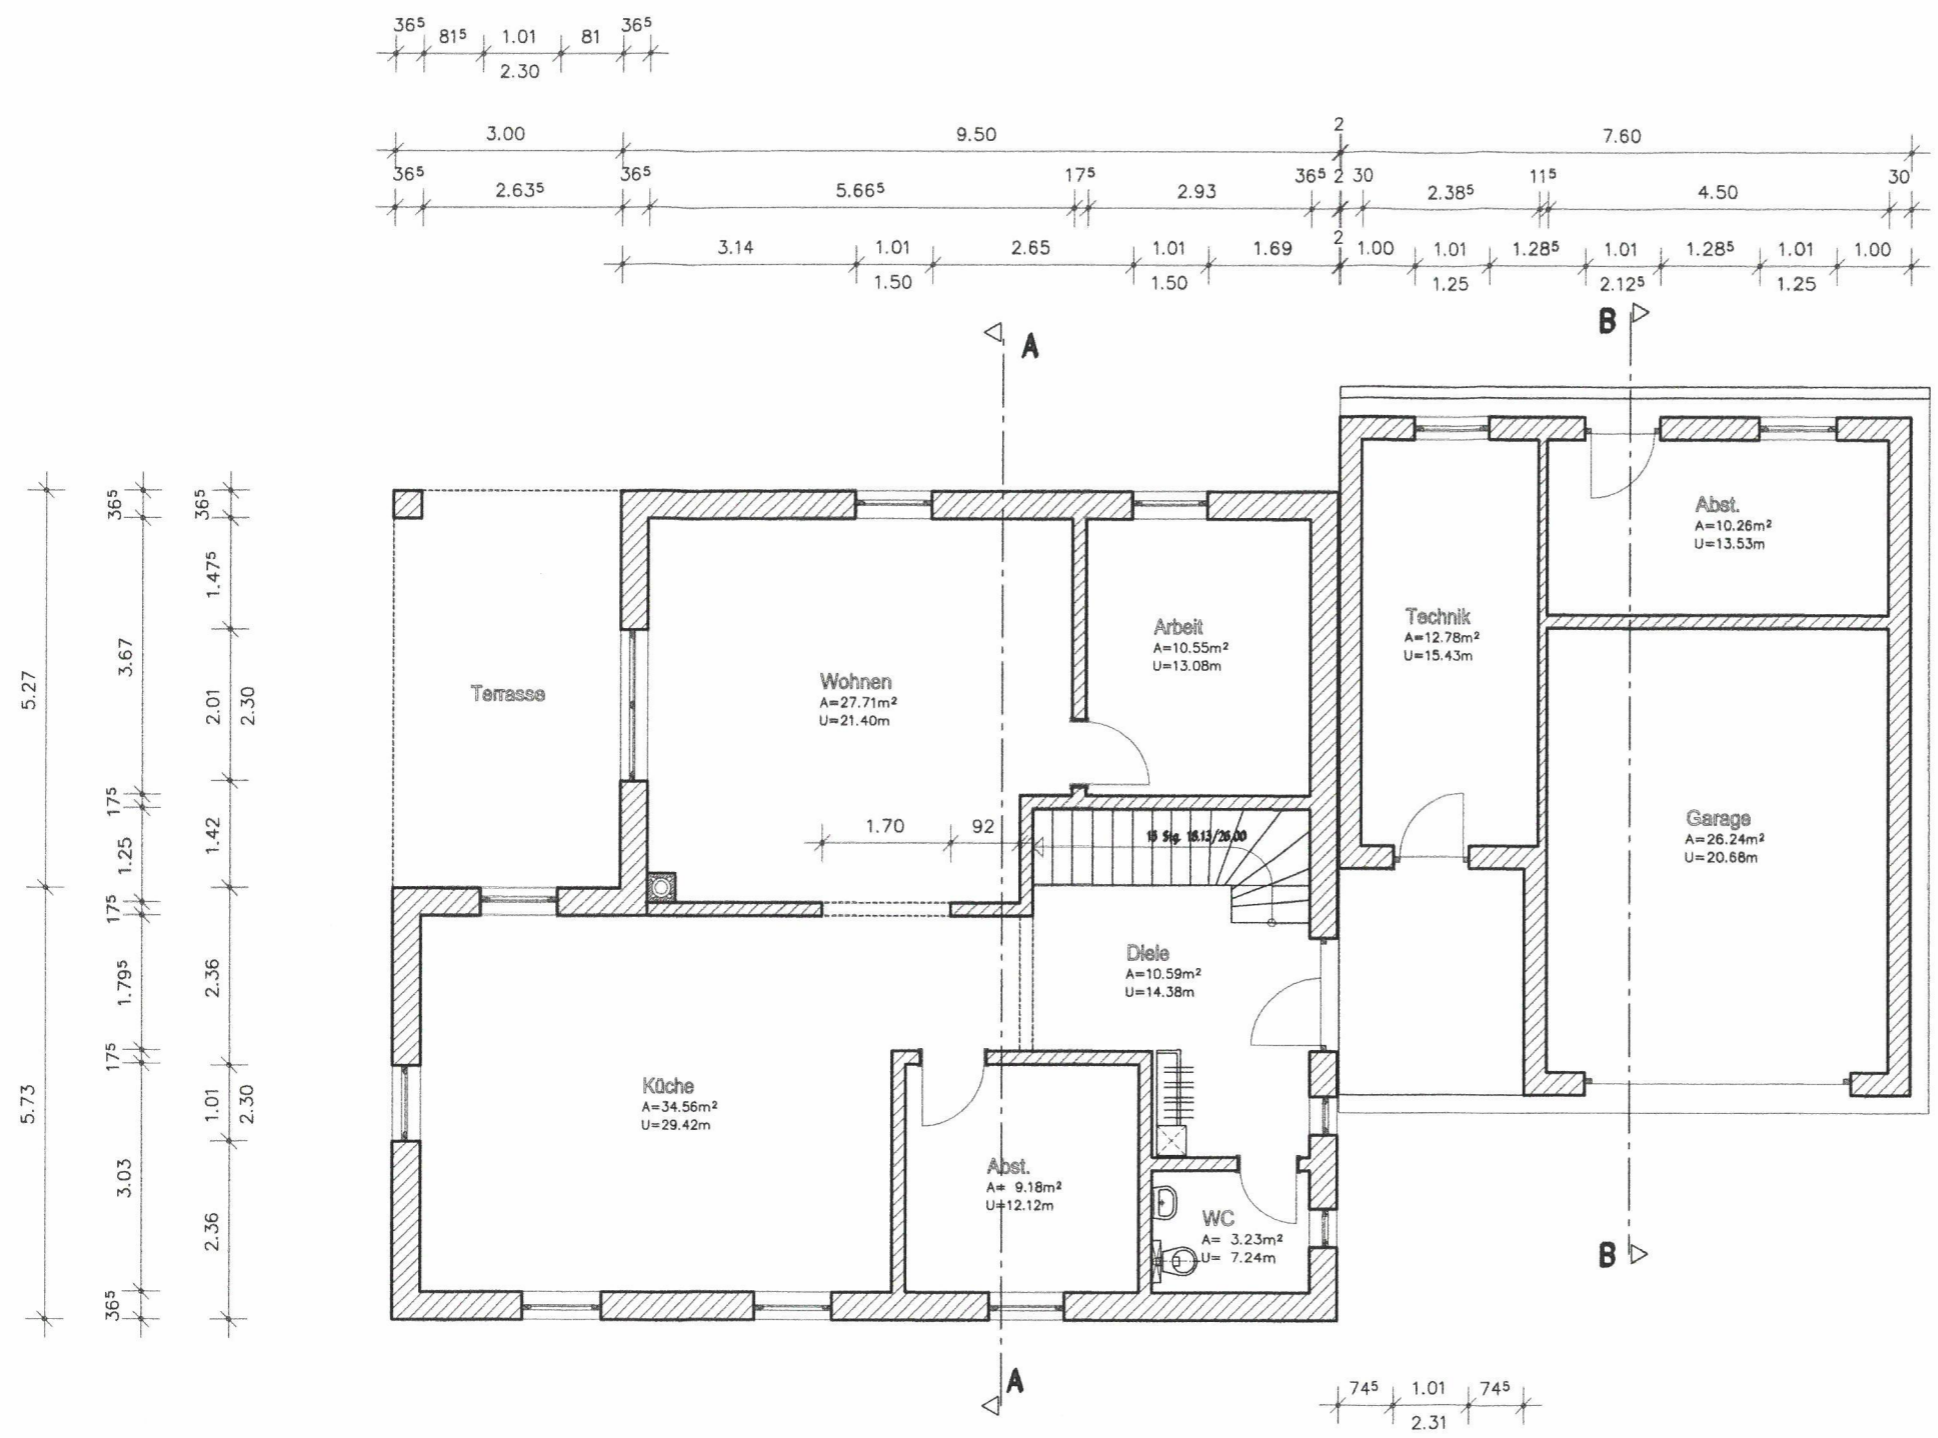 36⁵ 81⁵ 1.01 81 36⁵
2.30
3.00 9.50 2 7.60
36⁵ 2.63⁵ 36⁵ 5.66⁵ 17⁵ 2.93 36⁵ 2 30 2.38⁵ 11⁵ 4.50 30
3.14 1.01 2.65 1.01 1.69 2 1.00 1.01 1.28⁵ 1.01 1.28⁵ 1.01 1.00
1.50 1.50 1.25 2.12⁵ 1.25
A
B
5.27
5.73
36⁵
3.67
17⁵
1.25
17⁵
1.79⁵
17⁵
3.03
36⁵
36⁵
1.47⁵
2.01
2.30
1.42
2.36
1.01
2.30
2.36
Terrasse
Wohnen
A=27.71m²
U=21.40m
Arbeit
A=10.55m²
U=13.08m
Technik
A=12.78m²
U=15.43m
Abst.
A=10.26m²
U=13.53m
Garage
A=26.24m²
U=20.68m
1.70 92
Stg. 18.13/26.00
Diele
A=10.59m²
U=14.38m
Küche
A=34.56m²
U=29.42m
Abst.
A= 9.18m²
U=12.12m
WC
A= 3.23m²
U= 7.24m
B
A
74⁵ 1.01 74⁵
2.31